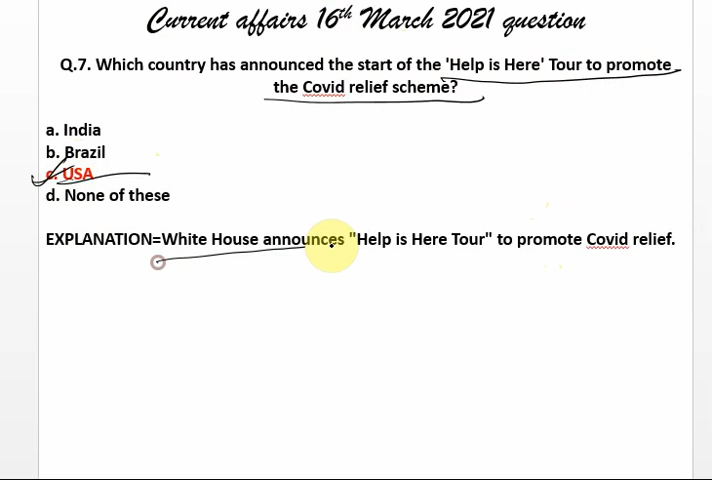 Current affairs 16th March 2021 question
Q.7. Which country has announced the start of the 'Help is Here' Tour to promote
the Covid relief scheme?
a. India
b. Brazil
c. USA
d. None of these
EXPLANATION=White House announces "Help is Here Tour" to promote Covid relief.